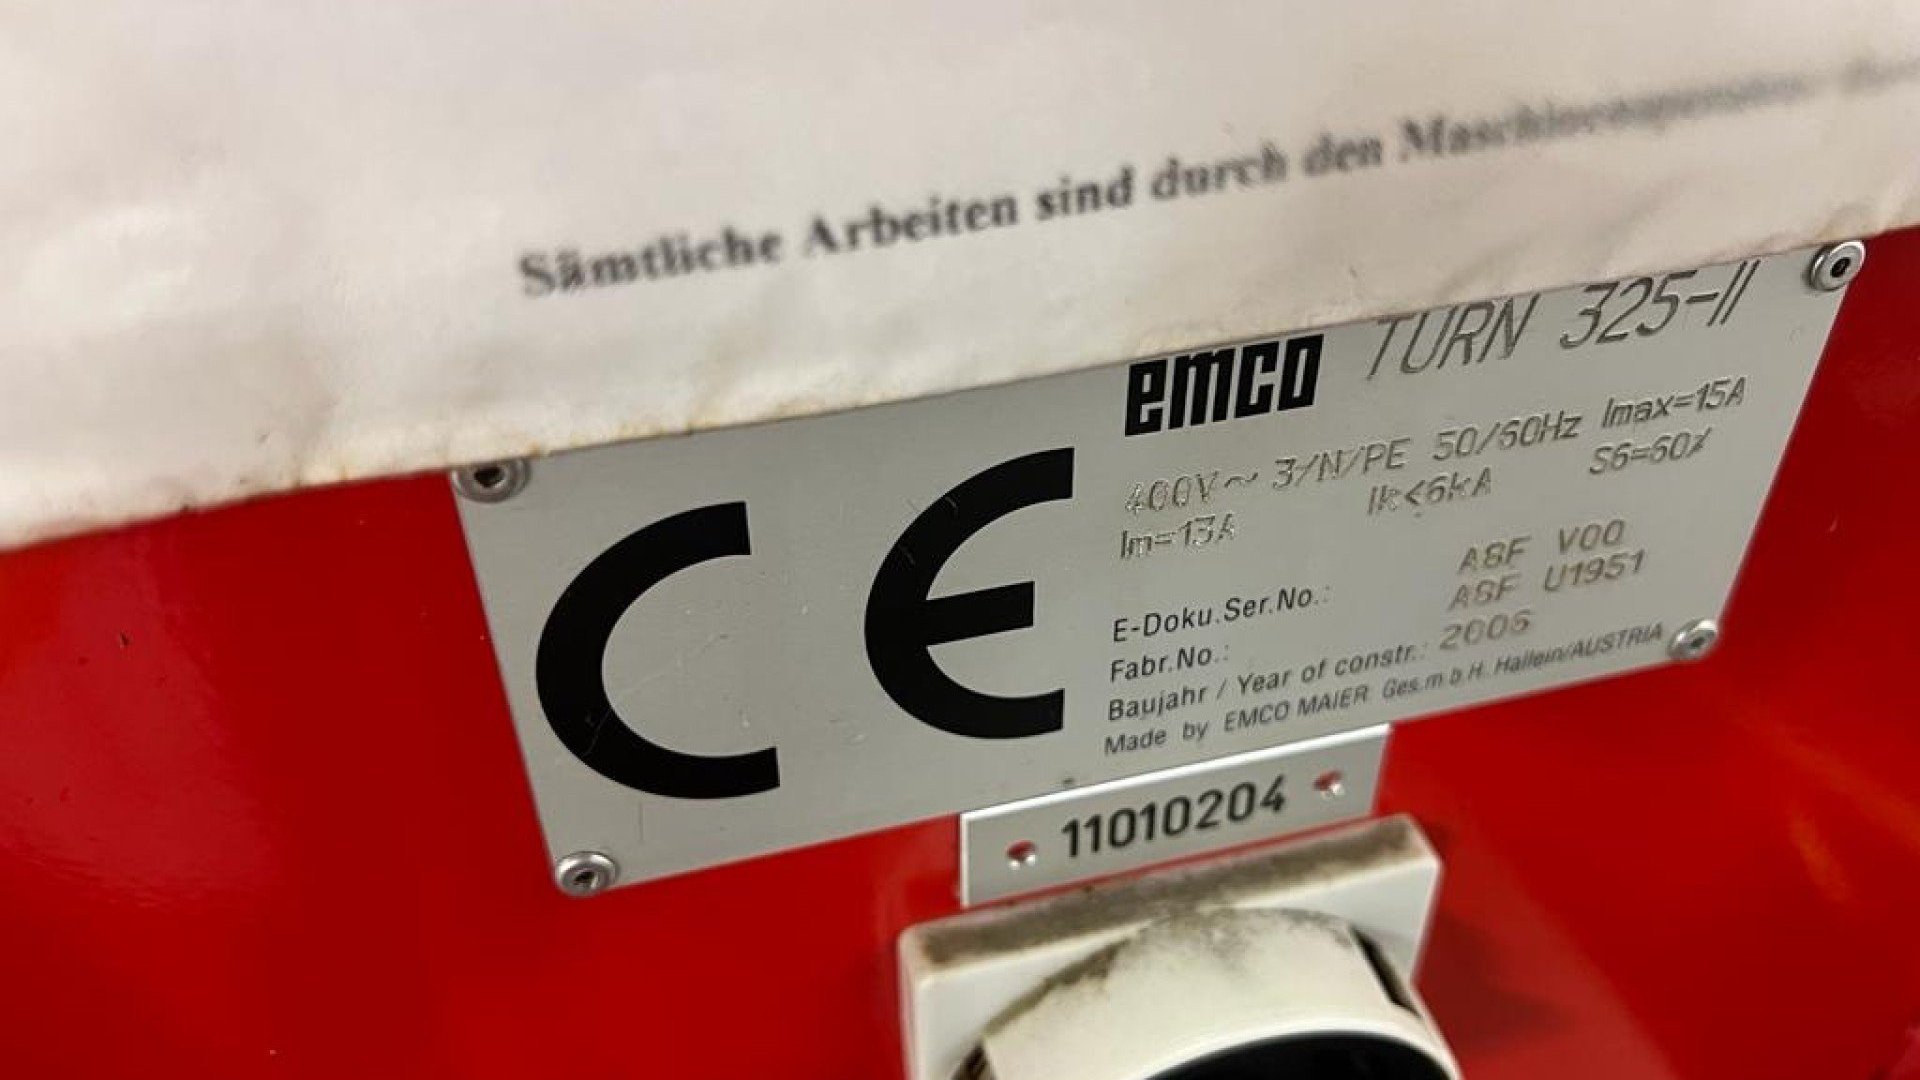 Sämtliche Arbeiten sind durch den
emco TURN 325-II
400V~ 3/N/PE 50/60Hz Imax=15A
Im=13A Ik<6kA S6=60%
E-Doku.Ser.No.: A8F V00
Fabr.No.: A8F U1951
Baujahr / Year of constr.: 2006
Made by EMCO MAIER Ges.m.b.H. Hallein/AUSTRIA
CE
11010204